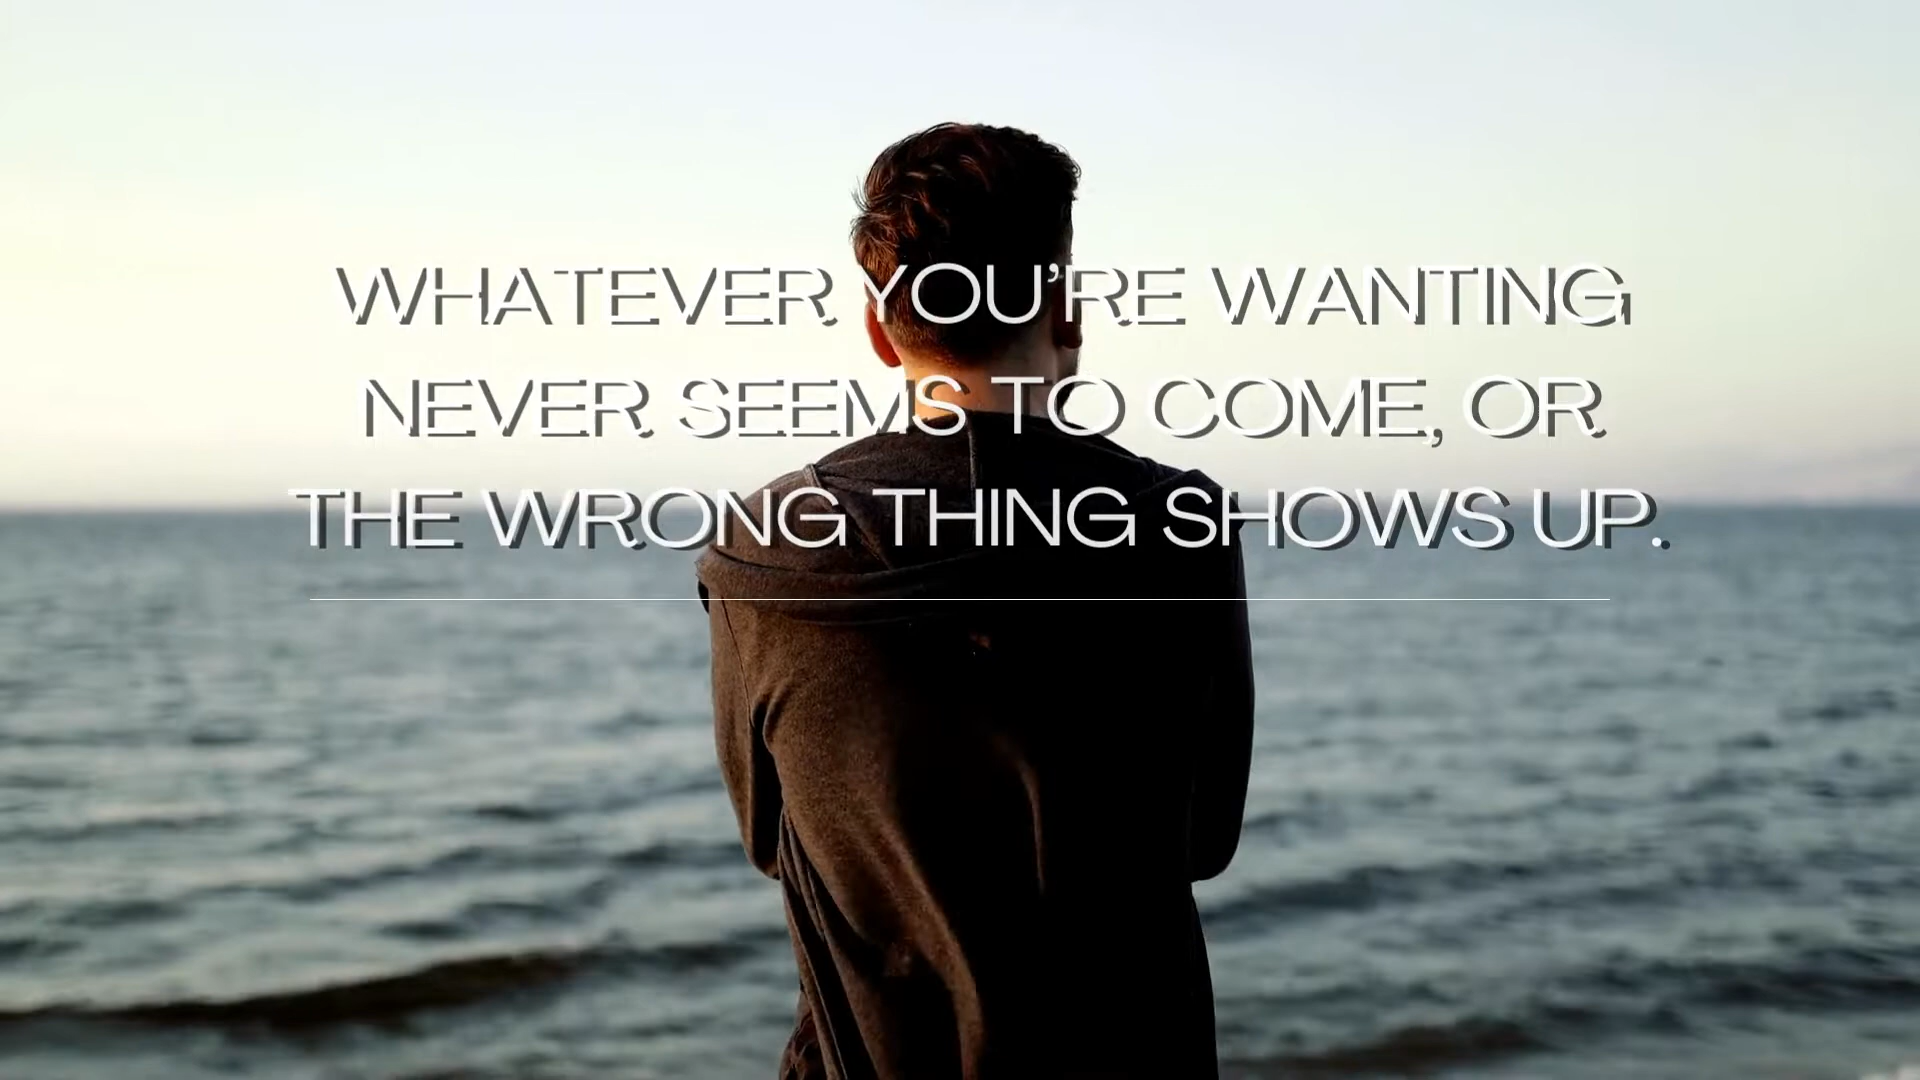 WHATEVER YOU’RE WANTING
NEVER SEEMS TO COME, OR
THE WRONG THING SHOWS UP.